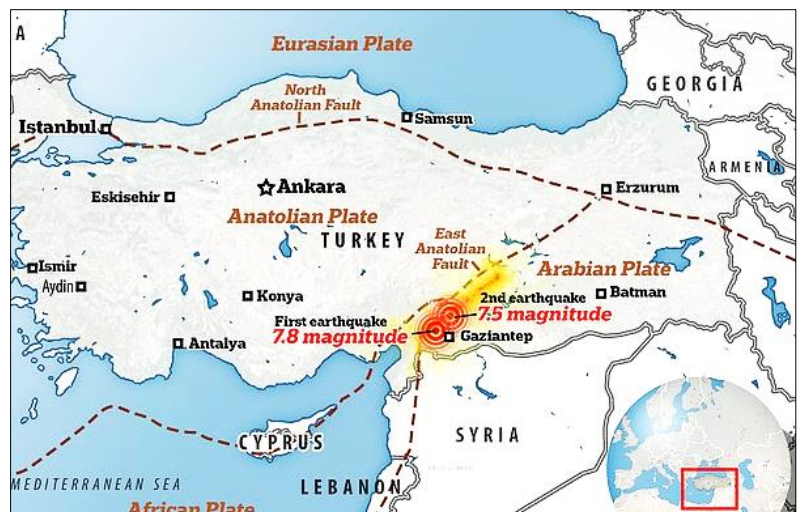 A
Eurasian Plate
North
Anatolian Fault
GEORGIA
Istanbul
Samsun
ARMENIA
Eskisehir
Ankara
Erzurum
Anatolian Plate
TURKEY
East
Anatolian
Fault
Arabian Plate
Ismir
Aydin
Konya
2nd earthquake
7.5 magnitude
Batman
First earthquake
7.8 magnitude
Gaziantep
Antalya
CYPRUS
SYRIA
MEDITERRANEAN SEA
LEBANON
African Plate